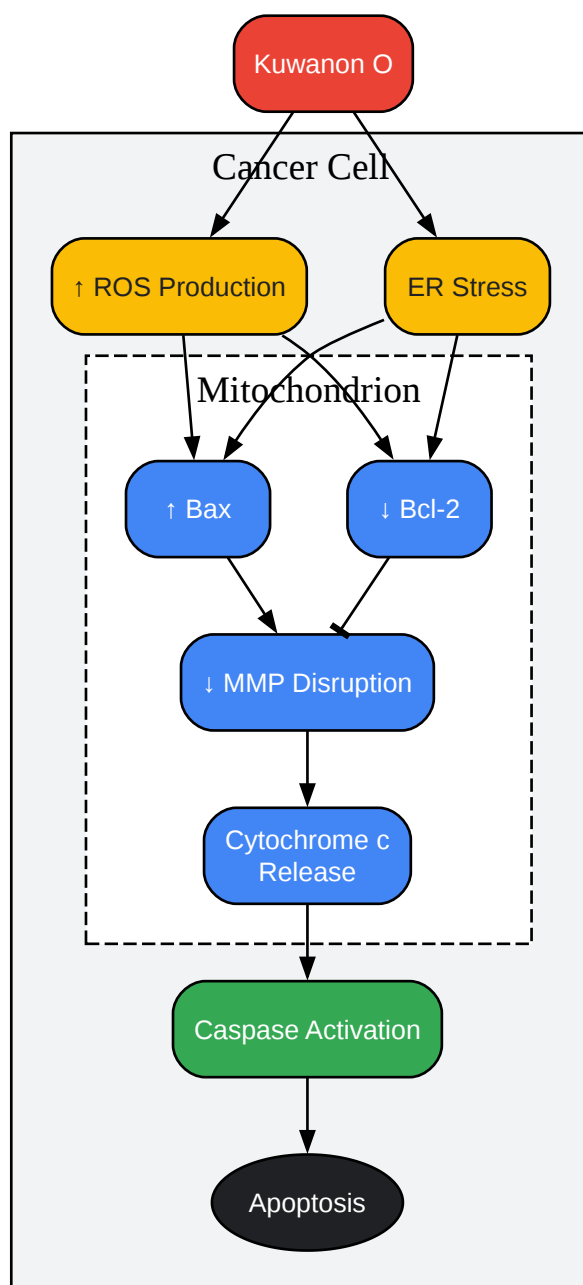 Kuwanon O
Cancer Cell
↑ ROS Production
ER Stress
Mitochondrion
↑ Bax
↓ Bcl-2
↓ MMP Disruption
Cytochrome c
Release
Caspase Activation
Apoptosis